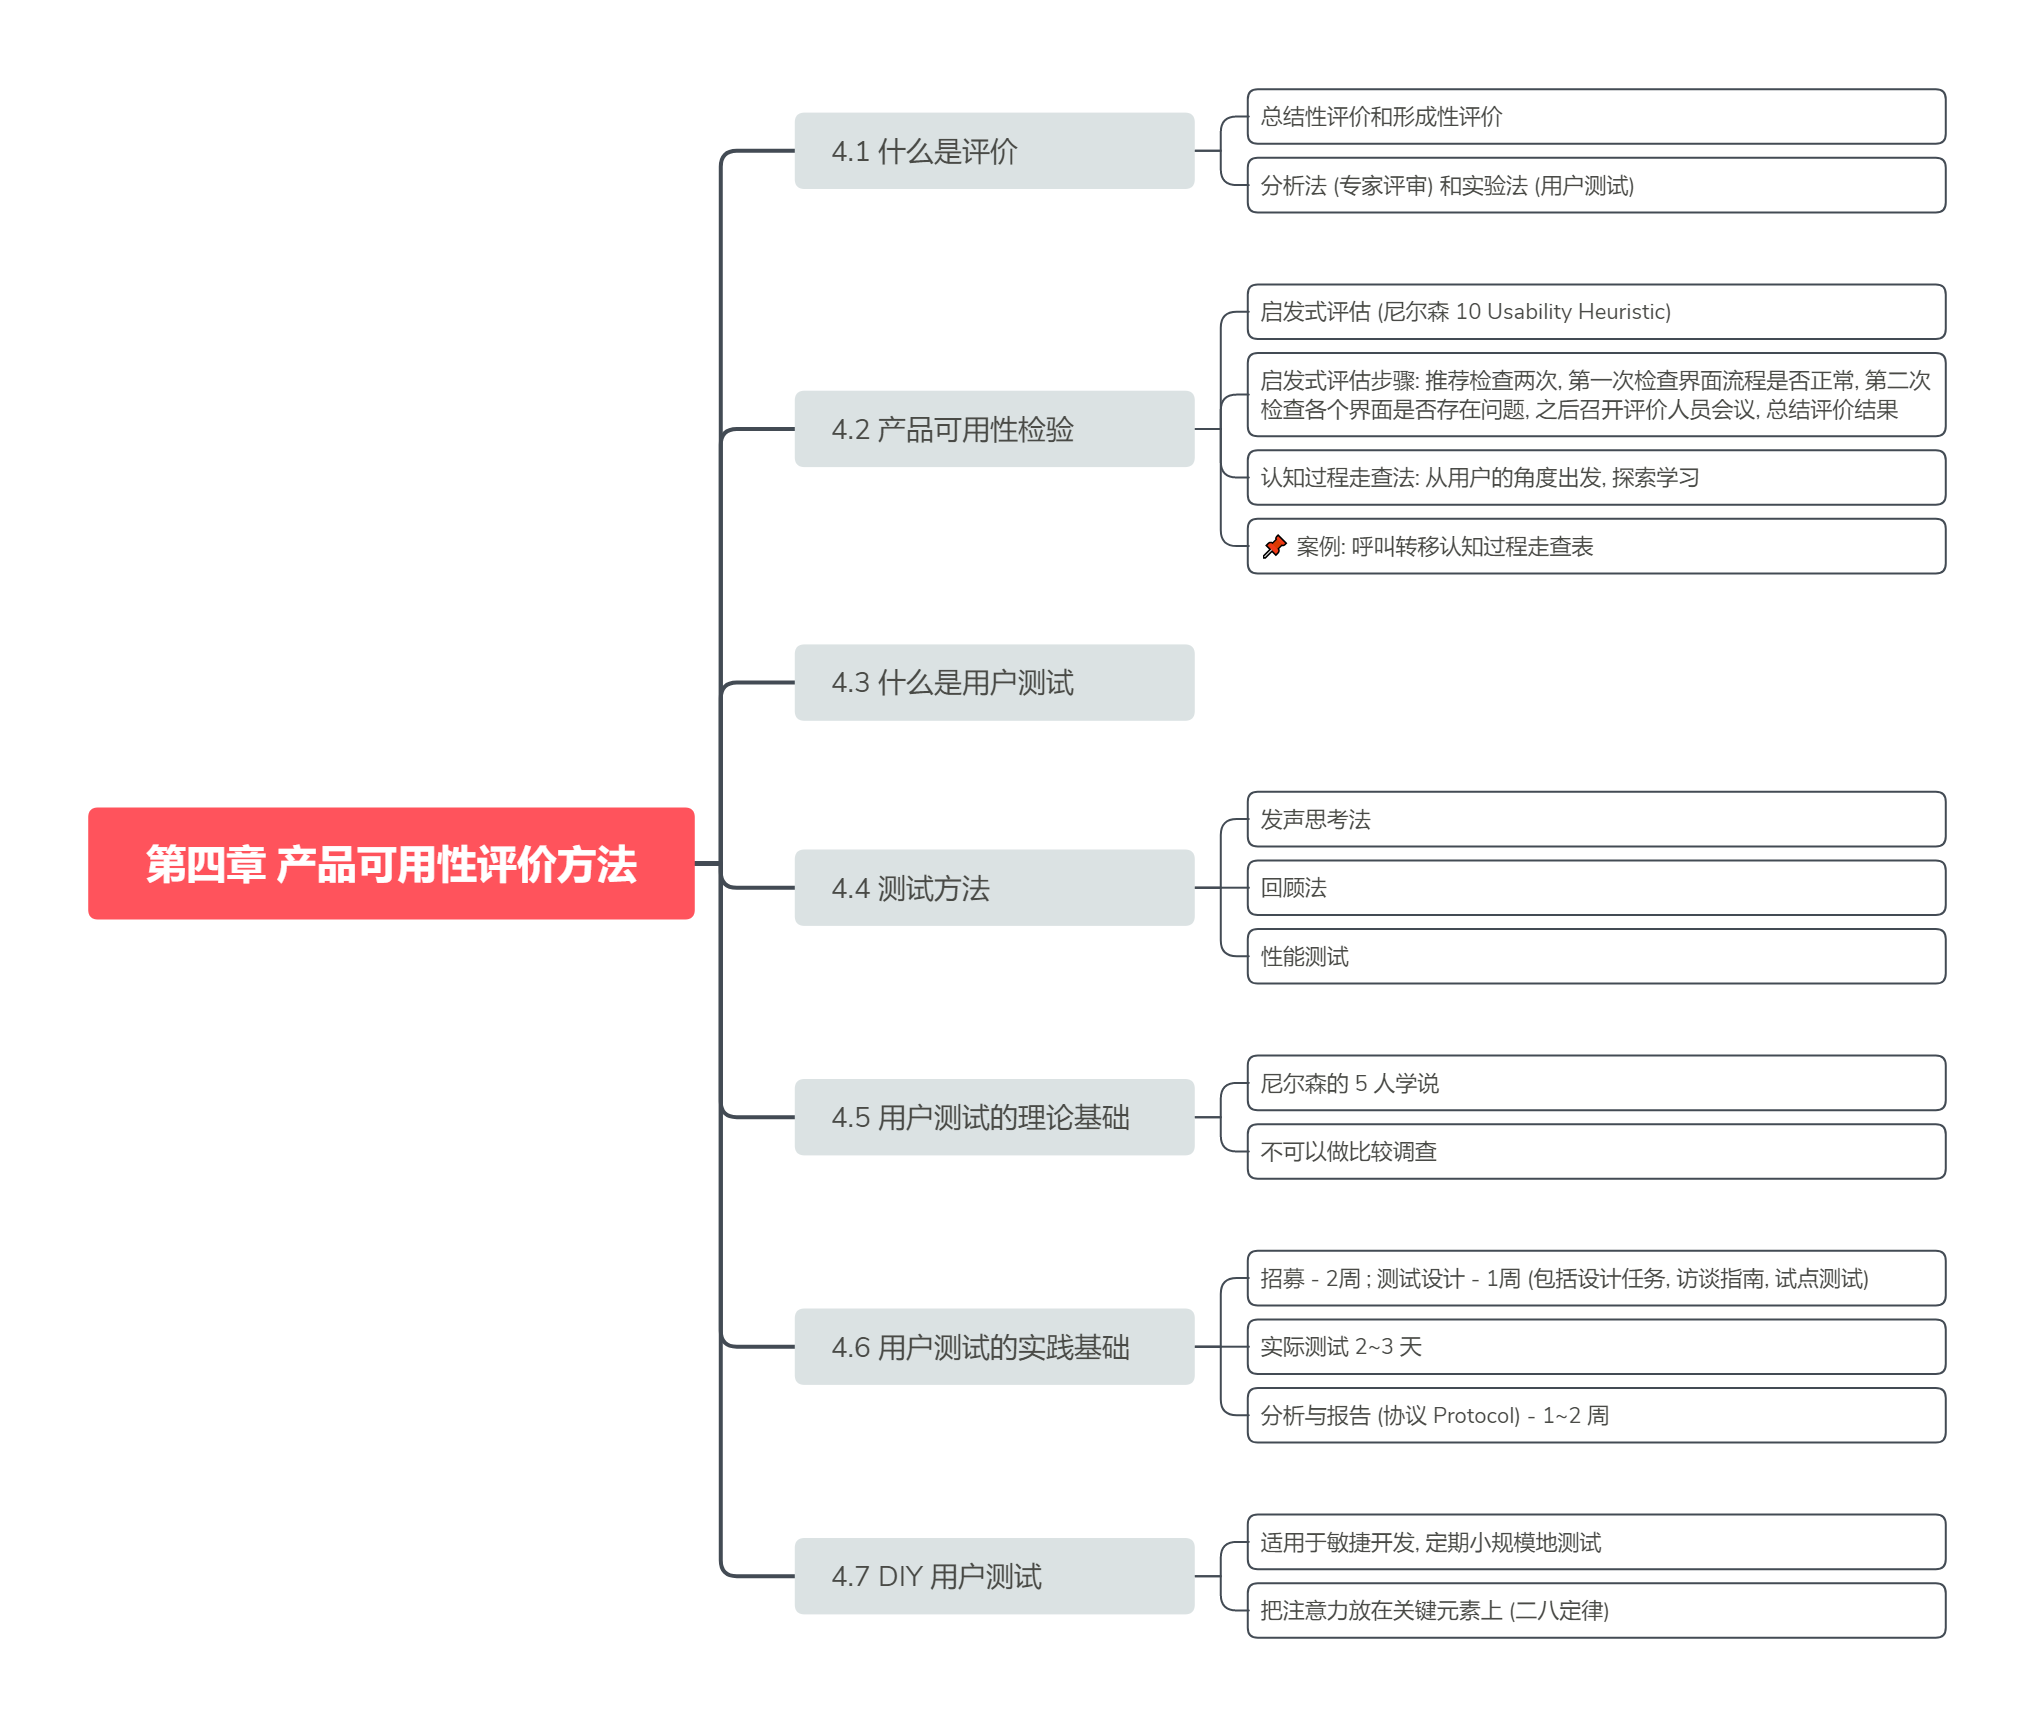 第四章 产品可用性评价方法
4.1 什么是评价
总结性评价和形成性评价
分析法 (专家评审) 和实验法 (用户测试)
4.2 产品可用性检验
启发式评估 (尼尔森 10 Usability Heuristic)
启发式评估步骤: 推荐检查两次, 第一次检查界面流程是否正常, 第二次
检查各个界面是否存在问题, 之后召开评价人员会议, 总结评价结果
认知过程走查法: 从用户的角度出发, 探索学习
案例: 呼叫转移认知过程走查表
4.3 什么是用户测试
4.4 测试方法
发声思考法
回顾法
性能测试
4.5 用户测试的理论基础
尼尔森的 5 人学说
不可以做比较调查
4.6 用户测试的实践基础
招募 - 2周 ; 测试设计 - 1周 (包括设计任务, 访谈指南, 试点测试)
实际测试 2~3 天
分析与报告 (协议 Protocol) - 1~2 周
4.7 DIY 用户测试
适用于敏捷开发, 定期小规模地测试
把注意力放在关键元素上 (二八定律)